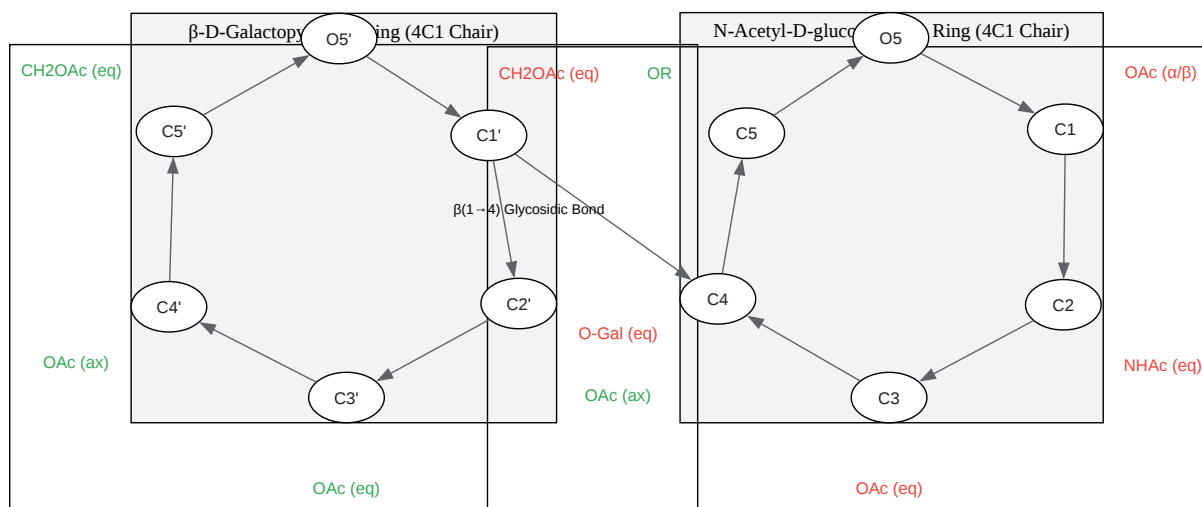 β-D-Galactopy ing (4C1 Chair)
N-Acetyl-D-gluco Ring (4C1 Chair)
O5'
O5
CH2OAc (eq)
CH2OAc (eq)
OR
OAc (α/β)
C5'
C1'
C5
C1
β(1→4) Glycosidic Bond
C4'
C2'
C4
C2
O-Gal (eq)
OAc (ax)
NHAc (eq)
C3'
OAc (ax)
C3
OAc (eq)
OAc (eq)